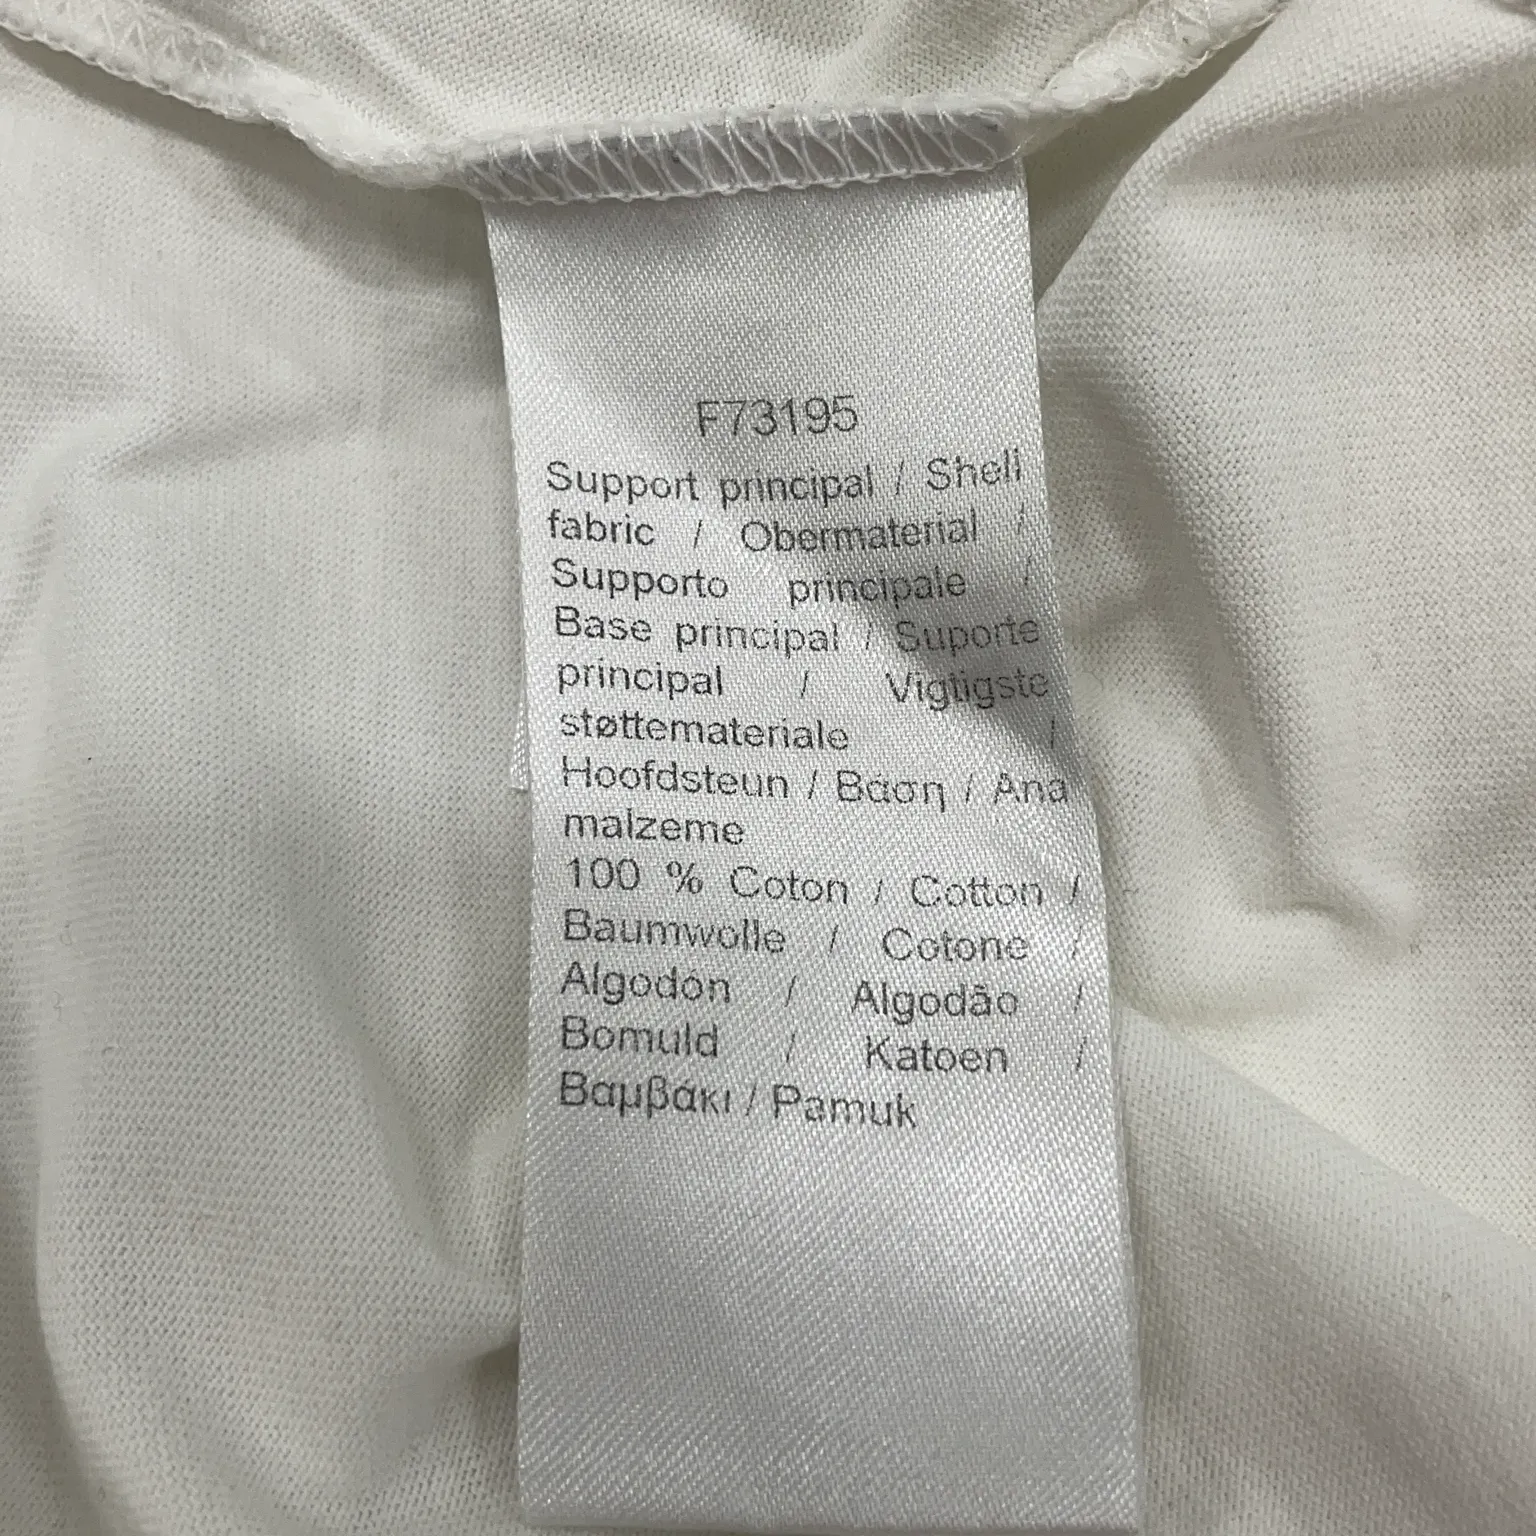 F73195
Support principal / Shell
fabric / Obermaterial /
Supporto principale /
Base principal / Suporte
principal / Vigtigste
støttemateriale /
Hoofdsteun / Βάση / Ana
malzeme
100 % Coton / Cotton /
Baumwolle / Cotone /
Algodón / Algodão /
Bomuld / Katoen /
Βαμβάκι / Pamuk